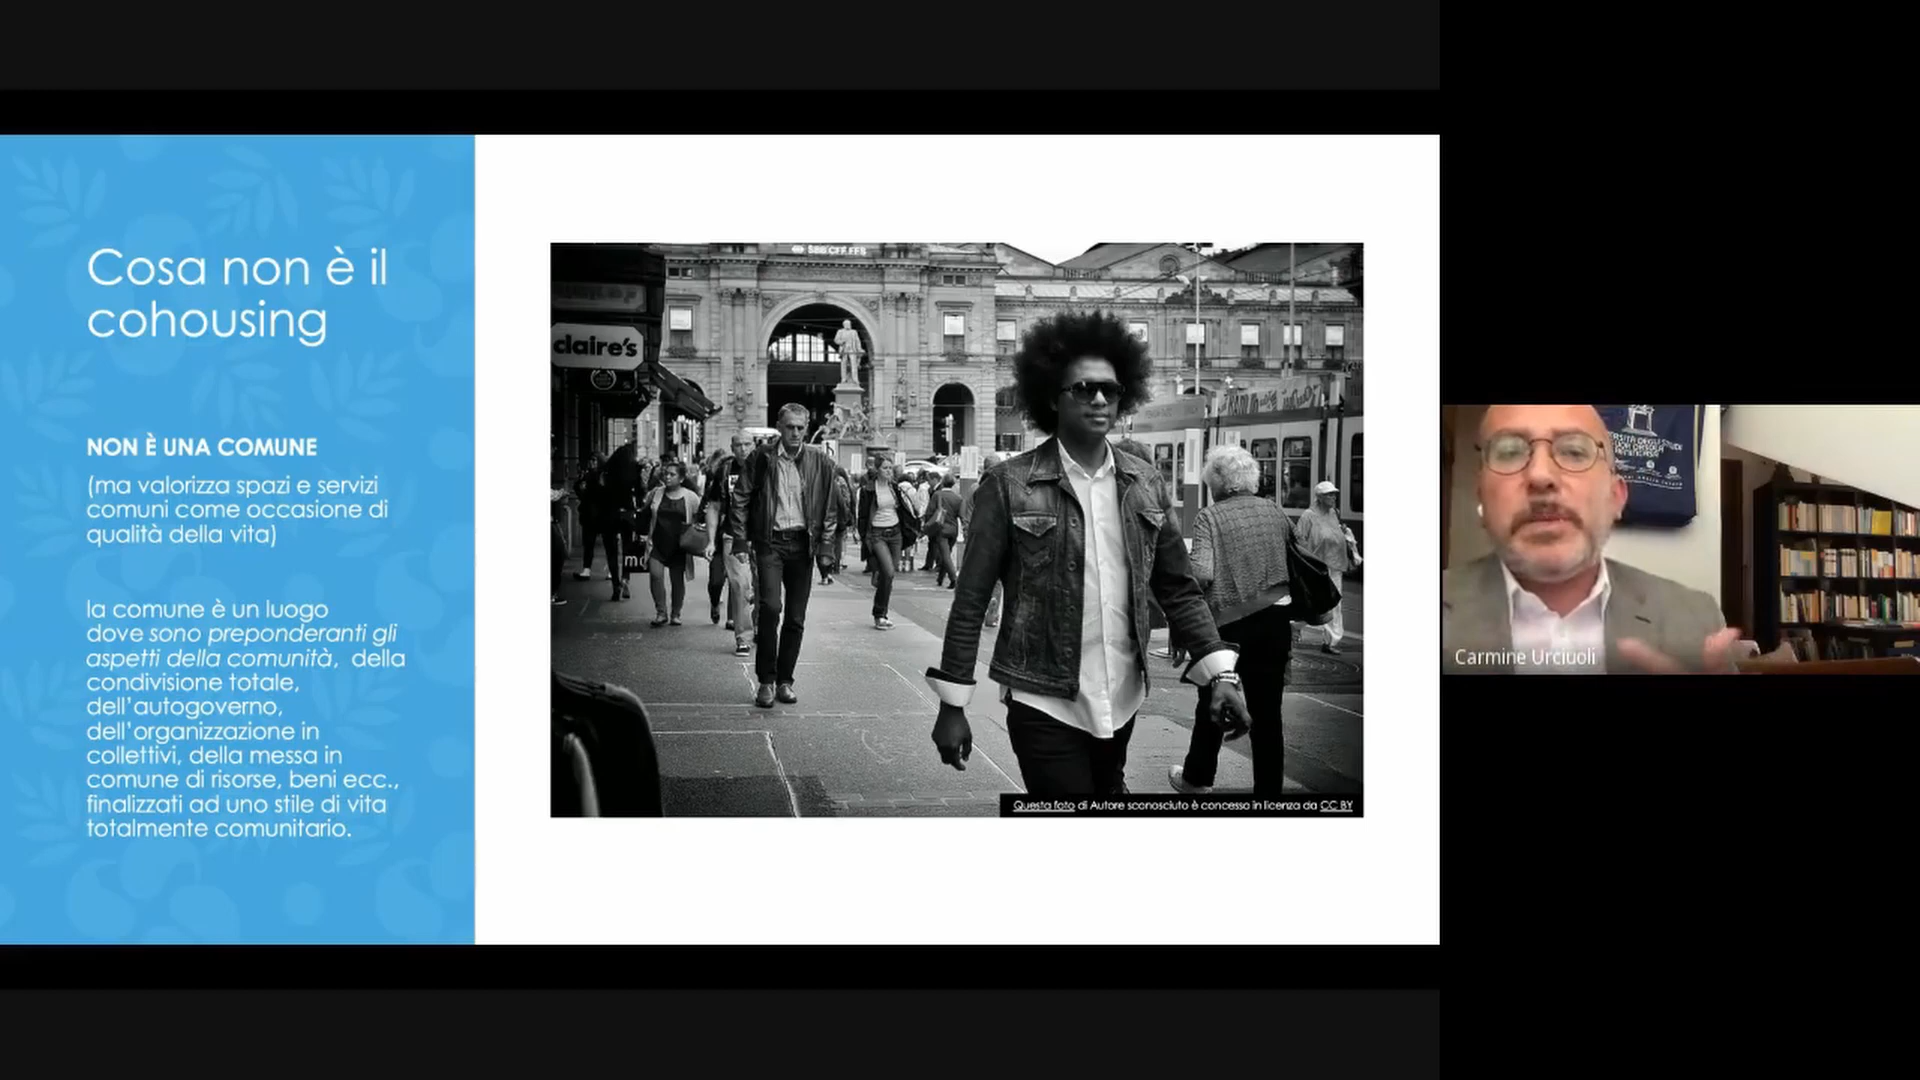 Cosa non è il
cohousing
NON È UNA COMUNE
(ma valorizza spazi e servizi
comuni come occasione di
qualità della vita)
la comune è un luogo
dove sono preponderanti gli
aspetti della comunità, della
condivisione totale,
dell'autogoverno,
dell'organizzazione in
collettivi, della messa in
comune di risorse, beni ecc.,
finalizzati ad uno stile di vita
totalmente comunitario.
SBB CFF FFS
claire's
Questa foto di Autore sconosciuto è concesso in licenza da CC BY
DEGLI STUDI
Carmine Urciuoli